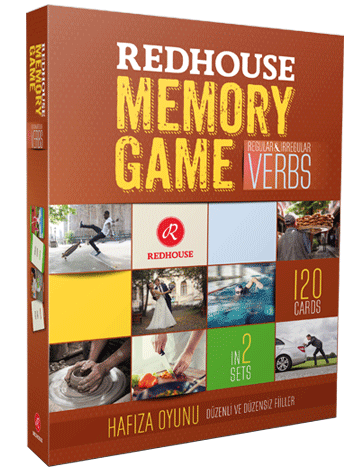 REDHOUSE
MEMORY
GAME
REGULAR & IRREGULAR
VERBS
REDHOUSE
MEMORY
GAME
VERBS
R
REDHOUSE
120
CARDS
IN 2
SETS
HAFIZA OYUNU DÜZENLİ VE DÜZENSİZ FİİLLER